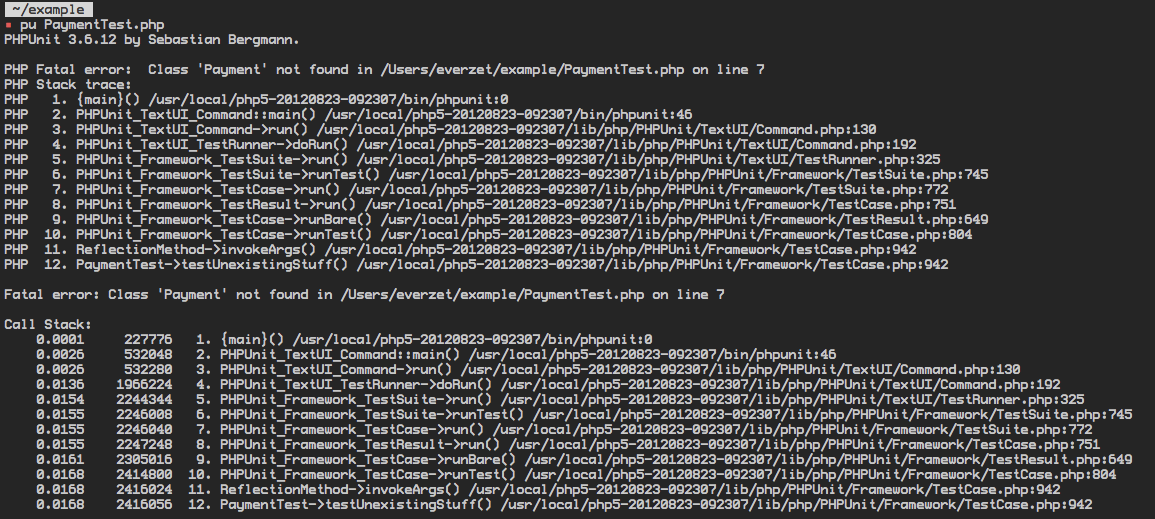 ~/example
▪ pu PaymentTest.php
PHPUnit 3.6.12 by Sebastian Bergmann.

PHP Fatal error:  Class 'Payment' not found in /Users/everzet/example/PaymentTest.php on line 7
PHP Stack trace:
PHP   1. {main}() /usr/local/php5-20120823-092307/bin/phpunit:0
PHP   2. PHPUnit_TextUI_Command::main() /usr/local/php5-20120823-092307/bin/phpunit:46
PHP   3. PHPUnit_TextUI_Command->run() /usr/local/php5-20120823-092307/lib/php/PHPUnit/TextUI/Command.php:130
PHP   4. PHPUnit_TextUI_TestRunner->doRun() /usr/local/php5-20120823-092307/lib/php/PHPUnit/TextUI/Command.php:192
PHP   5. PHPUnit_Framework_TestSuite->run() /usr/local/php5-20120823-092307/lib/php/PHPUnit/TextUI/TestRunner.php:325
PHP   6. PHPUnit_Framework_TestSuite->runTest() /usr/local/php5-20120823-092307/lib/php/PHPUnit/Framework/TestSuite.php:745
PHP   7. PHPUnit_Framework_TestCase->run() /usr/local/php5-20120823-092307/lib/php/PHPUnit/Framework/TestSuite.php:772
PHP   8. PHPUnit_Framework_TestResult->run() /usr/local/php5-20120823-092307/lib/php/PHPUnit/Framework/TestCase.php:751
PHP   9. PHPUnit_Framework_TestCase->runBare() /usr/local/php5-20120823-092307/lib/php/PHPUnit/Framework/TestResult.php:649
PHP  10. PHPUnit_Framework_TestCase->runTest() /usr/local/php5-20120823-092307/lib/php/PHPUnit/Framework/TestCase.php:804
PHP  11. ReflectionMethod->invokeArgs() /usr/local/php5-20120823-092307/lib/php/PHPUnit/Framework/TestCase.php:942
PHP  12. PaymentTest->testUnexistingStuff() /usr/local/php5-20120823-092307/lib/php/PHPUnit/Framework/TestCase.php:942

Fatal error: Class 'Payment' not found in /Users/everzet/example/PaymentTest.php on line 7

Call Stack:
    0.0001     227776   1. {main}() /usr/local/php5-20120823-092307/bin/phpunit:0
    0.0026     532048   2. PHPUnit_TextUI_Command::main() /usr/local/php5-20120823-092307/bin/phpunit:46
    0.0026     532280   3. PHPUnit_TextUI_Command->run() /usr/local/php5-20120823-092307/lib/php/PHPUnit/TextUI/Command.php:130
    0.0136    1966224   4. PHPUnit_TextUI_TestRunner->doRun() /usr/local/php5-20120823-092307/lib/php/PHPUnit/TextUI/Command.php:192
    0.0154    2244344   5. PHPUnit_Framework_TestSuite->run() /usr/local/php5-20120823-092307/lib/php/PHPUnit/TextUI/TestRunner.php:325
    0.0155    2246008   6. PHPUnit_Framework_TestSuite->runTest() /usr/local/php5-20120823-092307/lib/php/PHPUnit/Framework/TestSuite.php:745
    0.0155    2246040   7. PHPUnit_Framework_TestCase->run() /usr/local/php5-20120823-092307/lib/php/PHPUnit/Framework/TestSuite.php:772
    0.0155    2247248   8. PHPUnit_Framework_TestResult->run() /usr/local/php5-20120823-092307/lib/php/PHPUnit/Framework/TestCase.php:751
    0.0161    2305016   9. PHPUnit_Framework_TestCase->runBare() /usr/local/php5-20120823-092307/lib/php/PHPUnit/Framework/TestResult.php:649
    0.0168    2414800  10. PHPUnit_Framework_TestCase->runTest() /usr/local/php5-20120823-092307/lib/php/PHPUnit/Framework/TestCase.php:804
    0.0168    2416024  11. ReflectionMethod->invokeArgs() /usr/local/php5-20120823-092307/lib/php/PHPUnit/Framework/TestCase.php:942
    0.0168    2416056  12. PaymentTest->testUnexistingStuff() /usr/local/php5-20120823-092307/lib/php/PHPUnit/Framework/TestCase.php:942